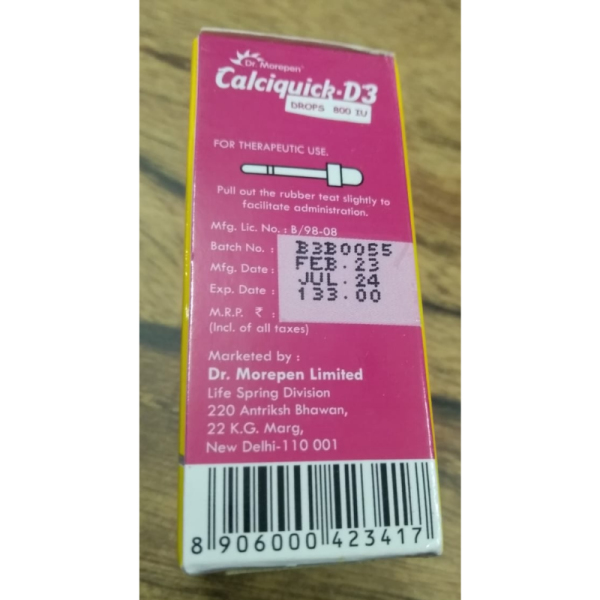 Dr. Morepen
Calciquick-D3
DROPS 800 IU
FOR THERAPEUTIC USE.
Pull out the rubber teat slightly to
facilitate administration.
Mfg. Lic. No. : B/98-08
Batch No. : B3B0055
Mfg. Date : FEB.23
Exp. Date : JUL.24
M.R.P. ₹ : 133.00
(Incl. of all taxes)
Marketed by :
Dr. Morepen Limited
Life Spring Division
220 Antriksh Bhawan,
22 K.G. Marg,
New Delhi-110 001
8 906000 423417